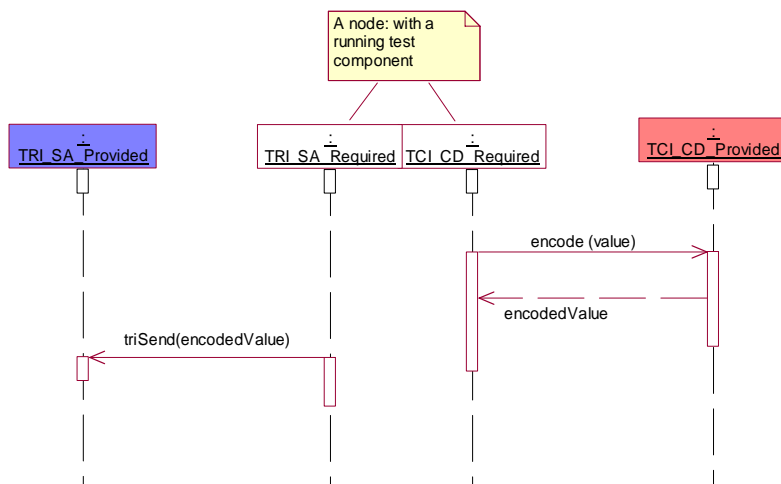 A node: with a
running test
component
:
TRI_SA_Provided
:
TRI_SA_Required
:
TCI_CD_Required
:
TCI_CD_Provided
encode (value)
encodedValue
triSend(encodedValue)